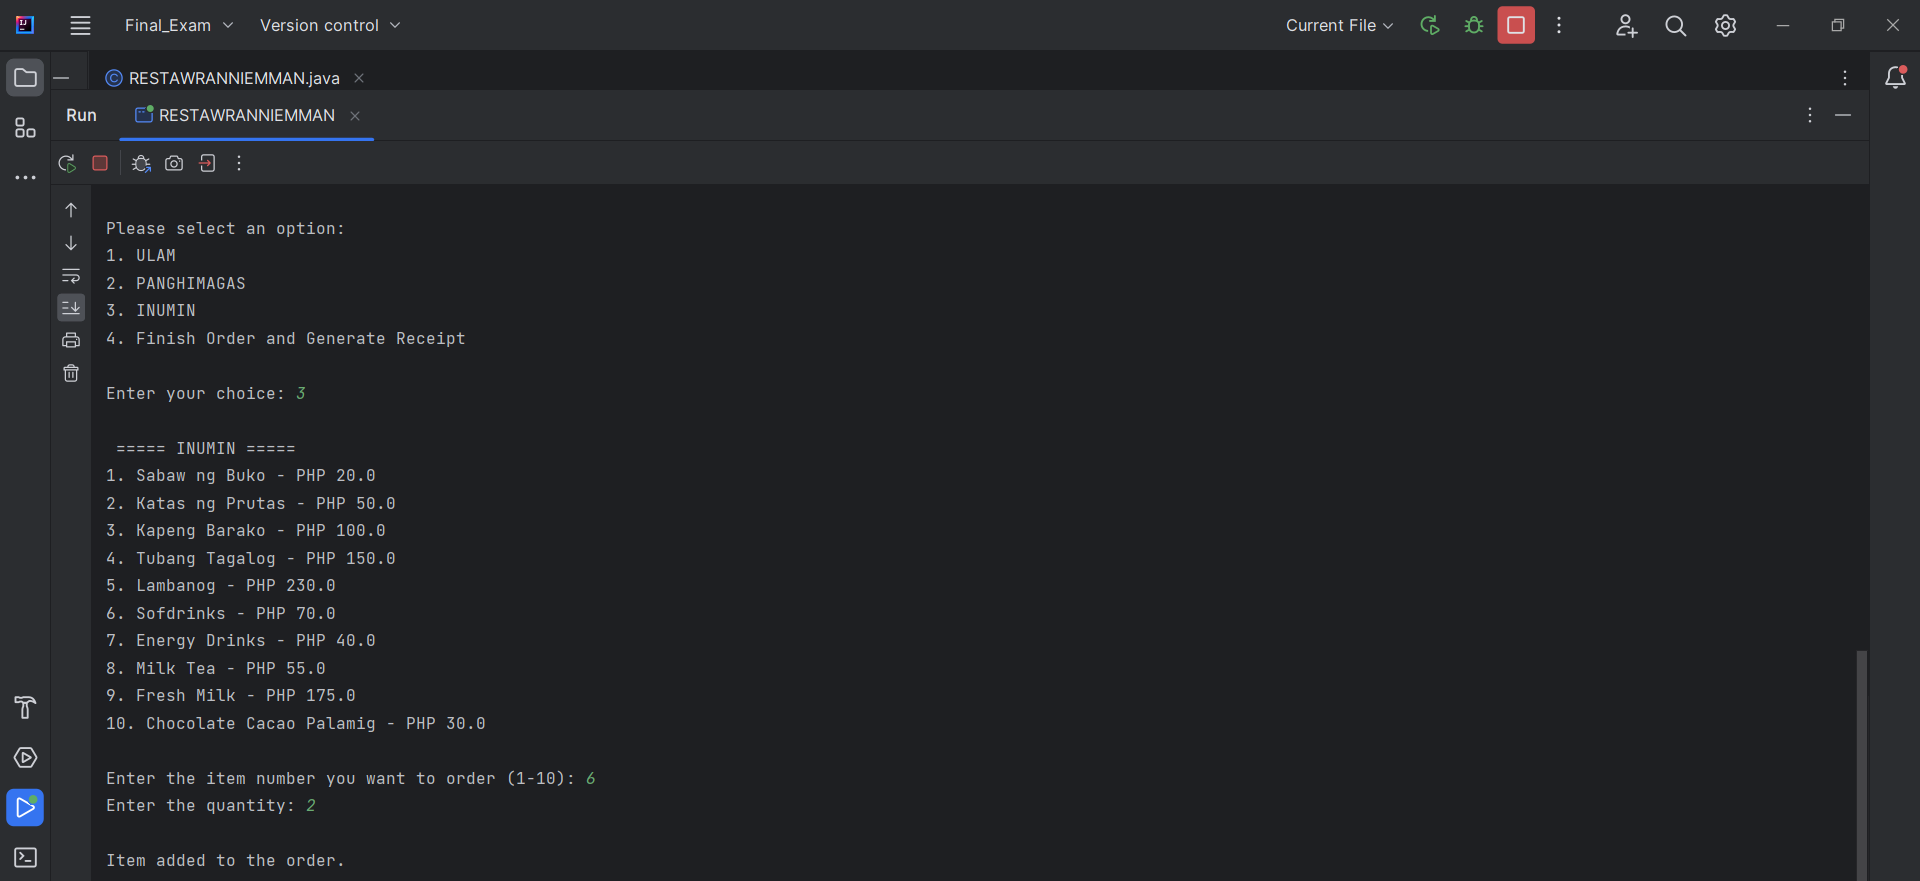 Final_Exam Version control Current File
RESTAWRANNIEMMAN.java
Run RESTAWRANNIEMMAN
Please select an option:
1. ULAM
2. PANGHIMAGAS
3. INUMIN
4. Finish Order and Generate Receipt
Enter your choice: 3
===== INUMIN =====
1. Sabaw ng Buko - PHP 20.0
2. Katas ng Prutas - PHP 50.0
3. Kapeng Barako - PHP 100.0
4. Tubang Tagalog - PHP 150.0
5. Lambanog - PHP 230.0
6. Sofdrinks - PHP 70.0
7. Energy Drinks - PHP 40.0
8. Milk Tea - PHP 55.0
9. Fresh Milk - PHP 175.0
10. Chocolate Cacao Palamig - PHP 30.0
Enter the item number you want to order (1-10): 6
Enter the quantity: 2
Item added to the order.